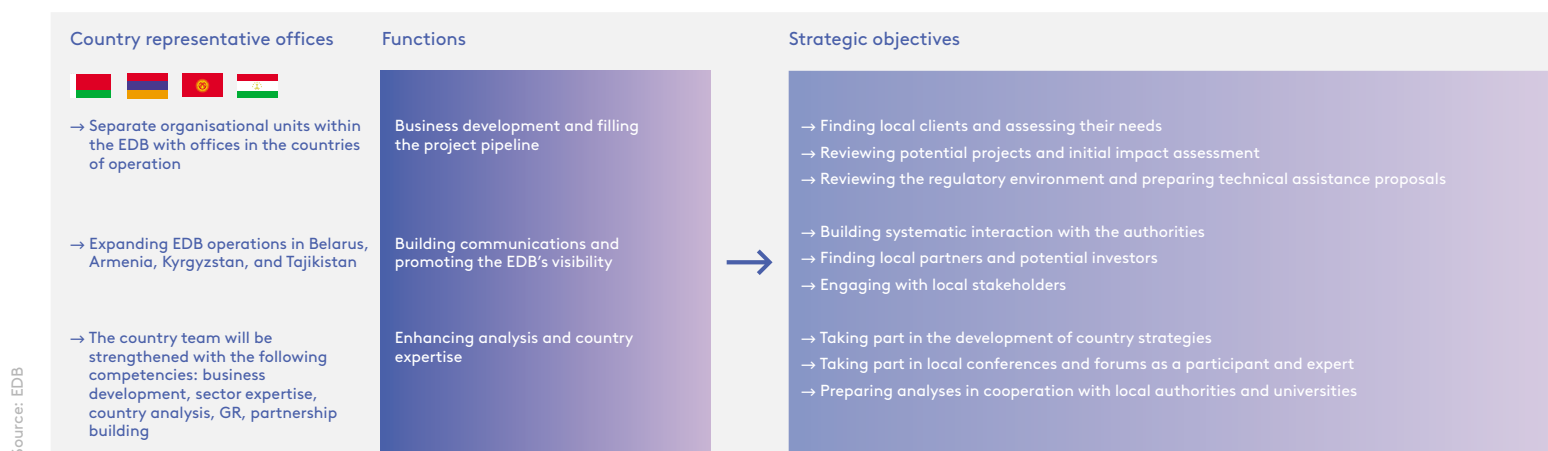 Country representative offices
→ Separate organisational units within
the EDB with offices in the countries
of operation
→ Expanding EDB operations in Belarus,
Armenia, Kyrgyzstan, and Tajikistan
→ The country team will be
strengthened with the following
competencies: business
development, sector expertise,
country analysis, GR, partnership
building
Functions
Business development and filling
the project pipeline
Building communications and
promoting the EDB’s visibility
Enhancing analysis and country
expertise
→
Strategic objectives
→ Finding local clients and assessing their needs
→ Reviewing potential projects and initial impact assessment
→ Reviewing the regulatory environment and preparing technical assistance proposals
→ Building systematic interaction with the authorities
→ Finding local partners and potential investors
→ Engaging with local stakeholders
→ Taking part in the development of country strategies
→ Taking part in local conferences and forums as a participant and expert
→ Preparing analyses in cooperation with local authorities and universities
Source: EDB